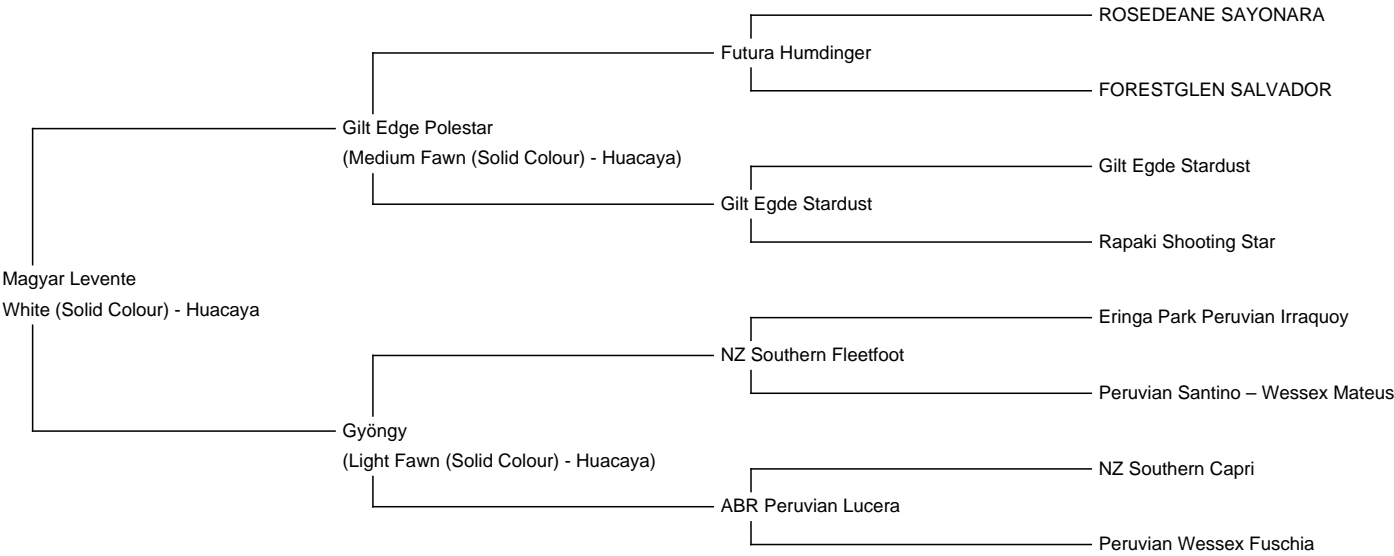 ROSEDEANE SAYONARA
Futura Humdinger
FORESTGLEN SALVADOR
Gilt Edge Polestar
(Medium Fawn (Solid Colour) - Huacaya)
Gilt Egde Stardust
Gilt Egde Stardust
Rapaki Shooting Star
Magyar Levente
White (Solid Colour) - Huacaya
Eringa Park Peruvian Irraquoy
NZ Southern Fleetfoot
Peruvian Santino – Wessex Mateus
Gyöngy
(Light Fawn (Solid Colour) - Huacaya)
NZ Southern Capri
ABR Peruvian Lucera
Peruvian Wessex Fuschia